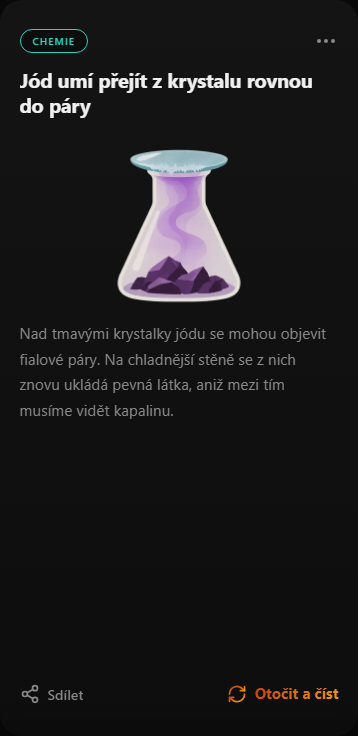 CHEMIE
Jód umí přejít z krystalu rovnou
do páry
Nad tmavými krystalky jódu se mohou objevit
fialové páry. Na chladnější stěně se z nich
znovu ukládá pevná látka, aniž mezi tím
musíme vidět kapalinu.
Sdílet
Otočit a číst